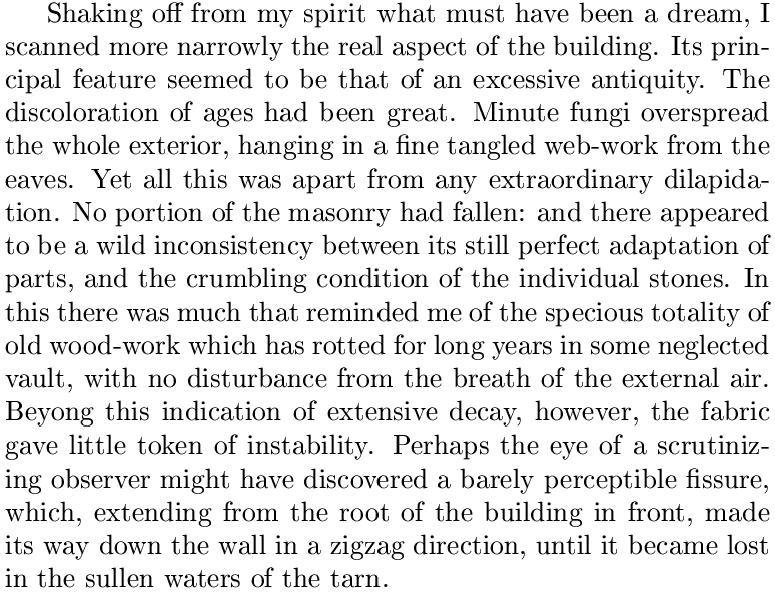 Shaking off from my spirit what must have been a dream, I
scanned more narrowly the real aspect of the building. Its prin-
cipal feature seemed to be that of an excessive antiquity. The
discoloration of ages had been great. Minute fungi overspread
the whole exterior, hanging in a fine tangled web-work from the
eaves. Yet all this was apart from any extraordinary dilapida-
tion. No portion of the masonry had fallen: and there appeared
to be a wild inconsistency between its still perfect adaptation of
parts, and the crumbling condition of the individual stones. In
this there was much that reminded me of the specious totality of
old wood-work which has rotted for long years in some neglected
vault, with no disturbance from the breath of the external air.
Beyong this indication of extensive decay, however, the fabric
gave little token of instability. Perhaps the eye of a scrutiniz-
ing observer might have discovered a barely perceptible fissure,
which, extending from the root of the building in front, made
its way down the wall in a zigzag direction, until it became lost
in the sullen waters of the tarn.